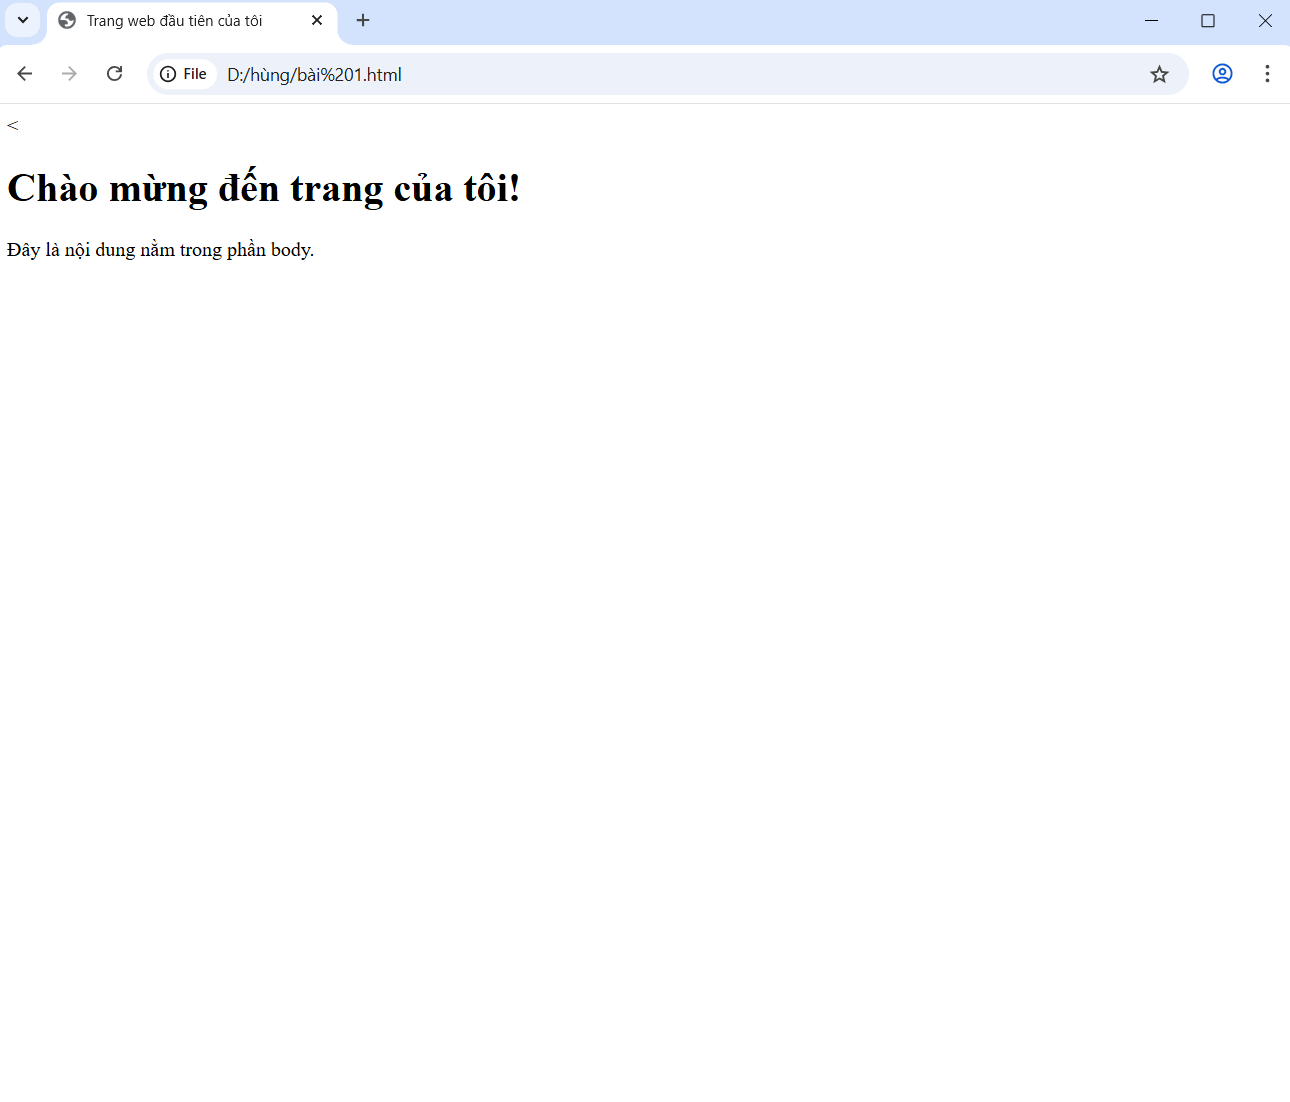 Trang web đầu tiên của tôi
File D:/hùng/bài%201.html
<
Chào mừng đến trang của tôi!
Đây là nội dung nằm trong phần body.